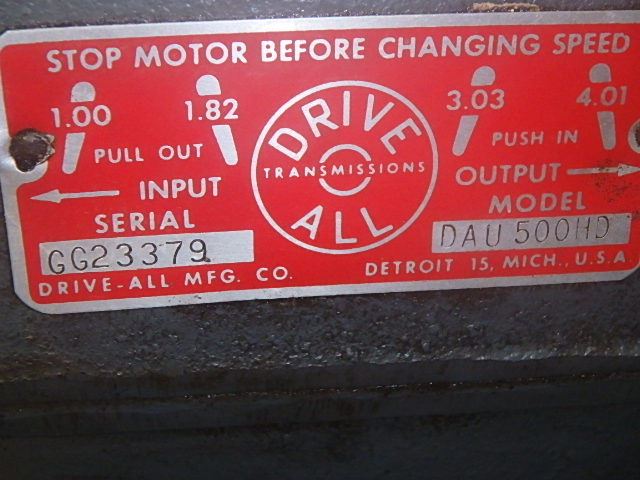 STOP MOTOR BEFORE CHANGING SPEED
1.00 1.82 3.03 4.01
PULL OUT PUSH IN
INPUT OUTPUT
DRIVE
TRANSMISSIONS
ALL
SERIAL MODEL
GG23379 DAU 500HD
DRIVE-ALL MFG. CO. DETROIT 15, MICH., U.S.A.